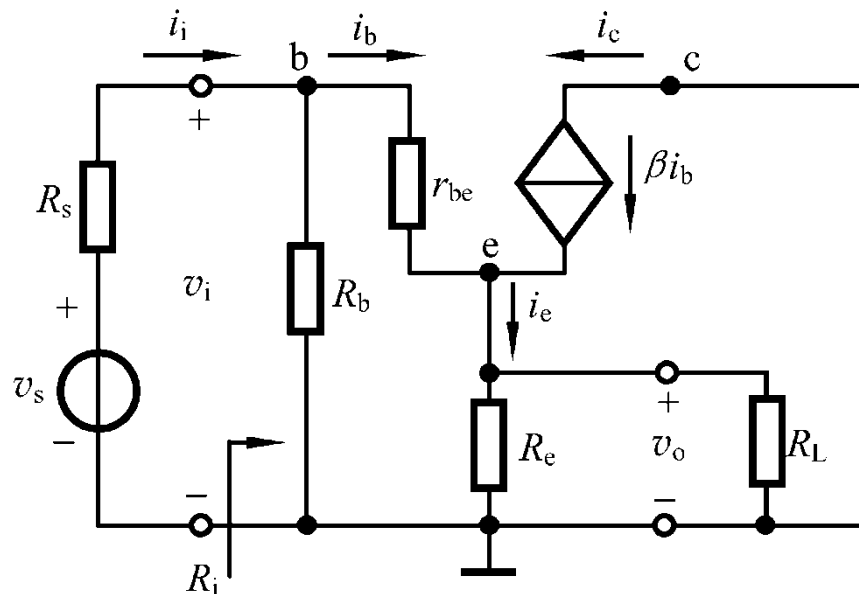 i_i i_b i_c
b c
+
R_s r_be βi_b
e
+ v_i R_b i_e
v_s
− + 
R_e v_o R_L
− −
R_i